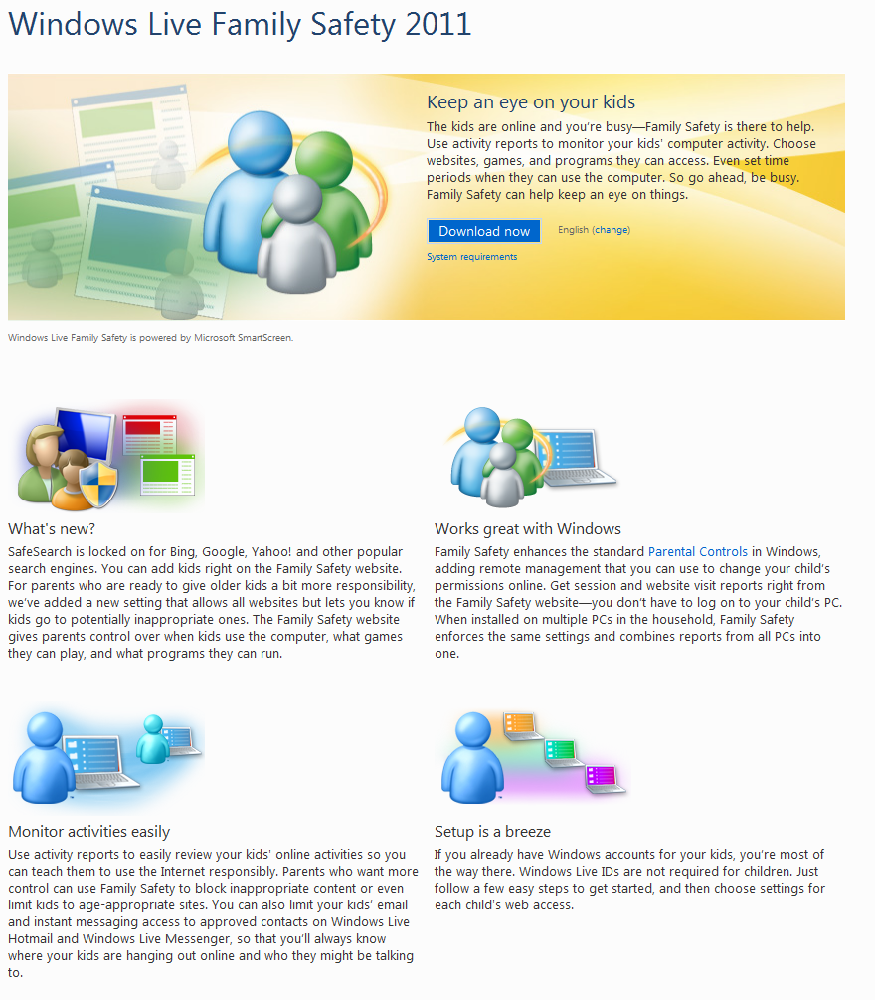 Windows Live Family Safety 2011
Keep an eye on your kids
The kids are online and you're busy—Family Safety is there to help.
Use activity reports to monitor your kids' computer activity. Choose
websites, games, and programs they can access. Even set time
periods when they can use the computer. So go ahead, be busy.
Family Safety can help keep an eye on things.
Download now English (change)
System requirements
Windows Live Family Safety is powered by Microsoft SmartScreen.
What's new?
SafeSearch is locked on for Bing, Google, Yahoo! and other popular
search engines. You can add kids right on the Family Safety website.
For parents who are ready to give older kids a bit more responsibility,
we've added a new setting that allows all websites but lets you know if
kids go to potentially inappropriate ones. The Family Safety website
gives parents control over when kids use the computer, what games
they can play, and what programs they can run.
Works great with Windows
Family Safety enhances the standard Parental Controls in Windows,
adding remote management that you can use to change your child's
permissions online. Get session and website visit reports right from
the Family Safety website—you don't have to log on to your child's PC.
When installed on multiple PCs in the household, Family Safety
enforces the same settings and combines reports from all PCs into
one.
Monitor activities easily
Use activity reports to easily review your kids' online activities so you
can teach them to use the Internet responsibly. Parents who want more
control can use Family Safety to block inappropriate content or even
limit kids to age-appropriate sites. You can also limit your kids' email
and instant messaging access to approved contacts on Windows Live
Hotmail and Windows Live Messenger, so that you'll always know
where your kids are hanging out online and who they might be talking
to.
Setup is a breeze
If you already have Windows accounts for your kids, you're most of
the way there. Windows Live IDs are not required for children. Just
follow a few easy steps to get started, and then choose settings for
each child's web access.